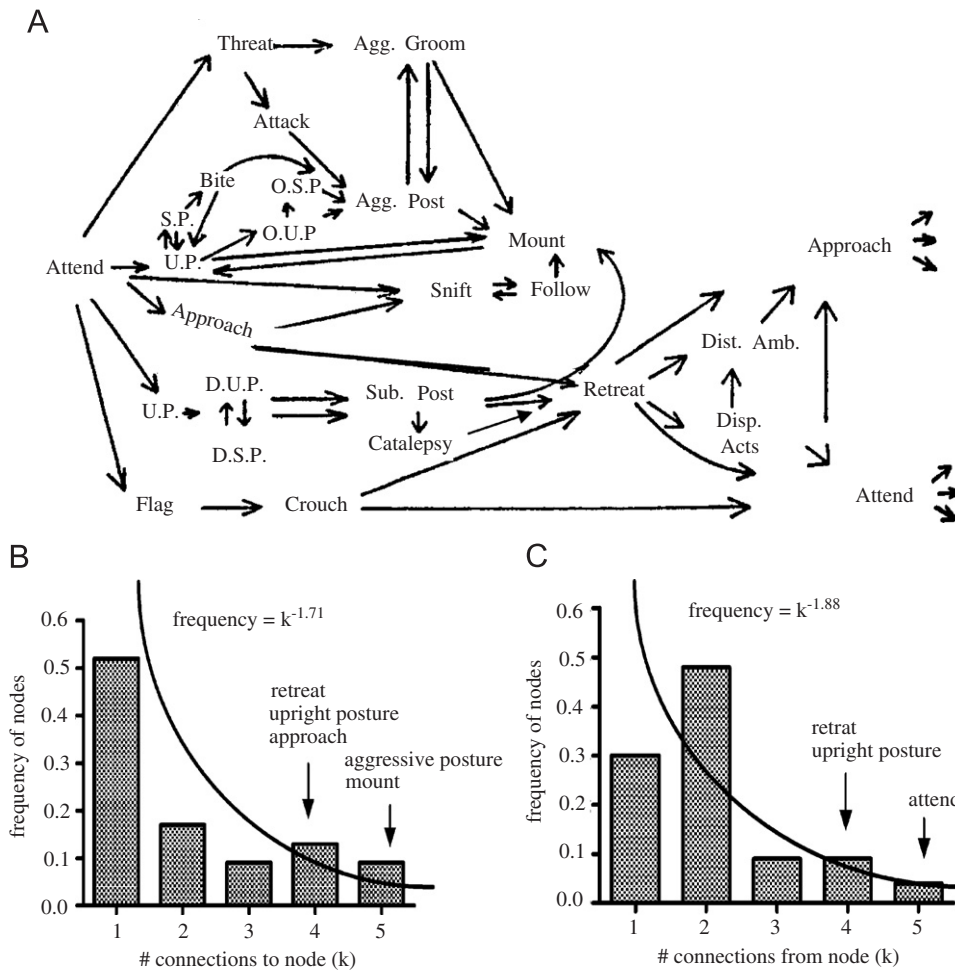 A
Threat
Agg. Groom
Attack
Bite
O.S.P.
S.P.
Agg. Post
O.U.P
Mount
Approach
Attend
U.P.
Snift
Follow
Approach
Dist. Amb.
D.U.P.
Sub. Post
Retreat
U.P.
Disp.
Acts
D.S.P.
Catalepsy
Flag
Crouch
Attend
B
frequency = k-1.71
frequency of nodes
0.6
0.5
0.4
0.3
0.2
0.1
0.0
retreat
upright posture
approach
aggressive posture
mount
1 2 3 4 5
# connections to node (k)
C
frequency = k-1.88
frequency of nodes
0.6
0.5
0.4
0.3
0.2
0.1
0.0
retrat
upright posture
attend
1 2 3 4 5
# connections from node (k)